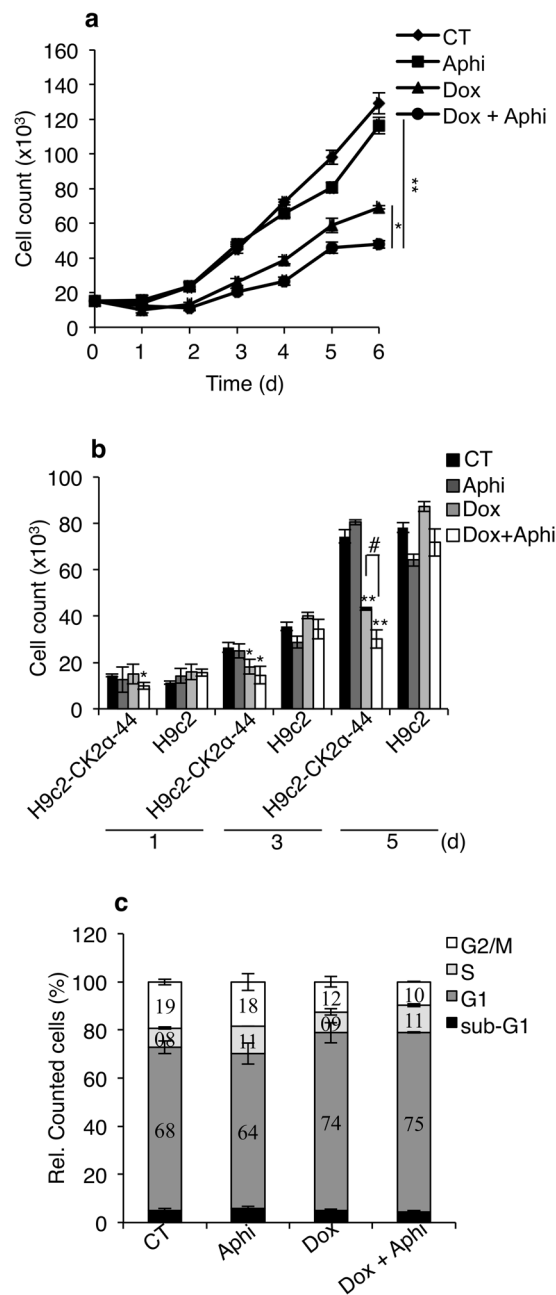 a
CT
Aphi
Dox
Dox + Aphi
160
140
120
100
80
60
40
20
0
Cell count (x10³)
**
*
0 1 2 3 4 5 6
Time (d)
b
CT
Aphi
Dox
Dox+Aphi
100
80
60
40
20
0
Cell count (x10³)
*
*
*
#
**
**
H9c2-CK2α-44
H9c2
H9c2-CK2α-44
H9c2
H9c2-CK2α-44
H9c2
1 3 5 (d)
c
G2/M
S
G1
sub-G1
120
100
80
60
40
20
0
Rel. Counted cells (%)
19 18 12 10
08 11 09 11
68 64 74 75
CT
Aphi
Dox
Dox + Aphi